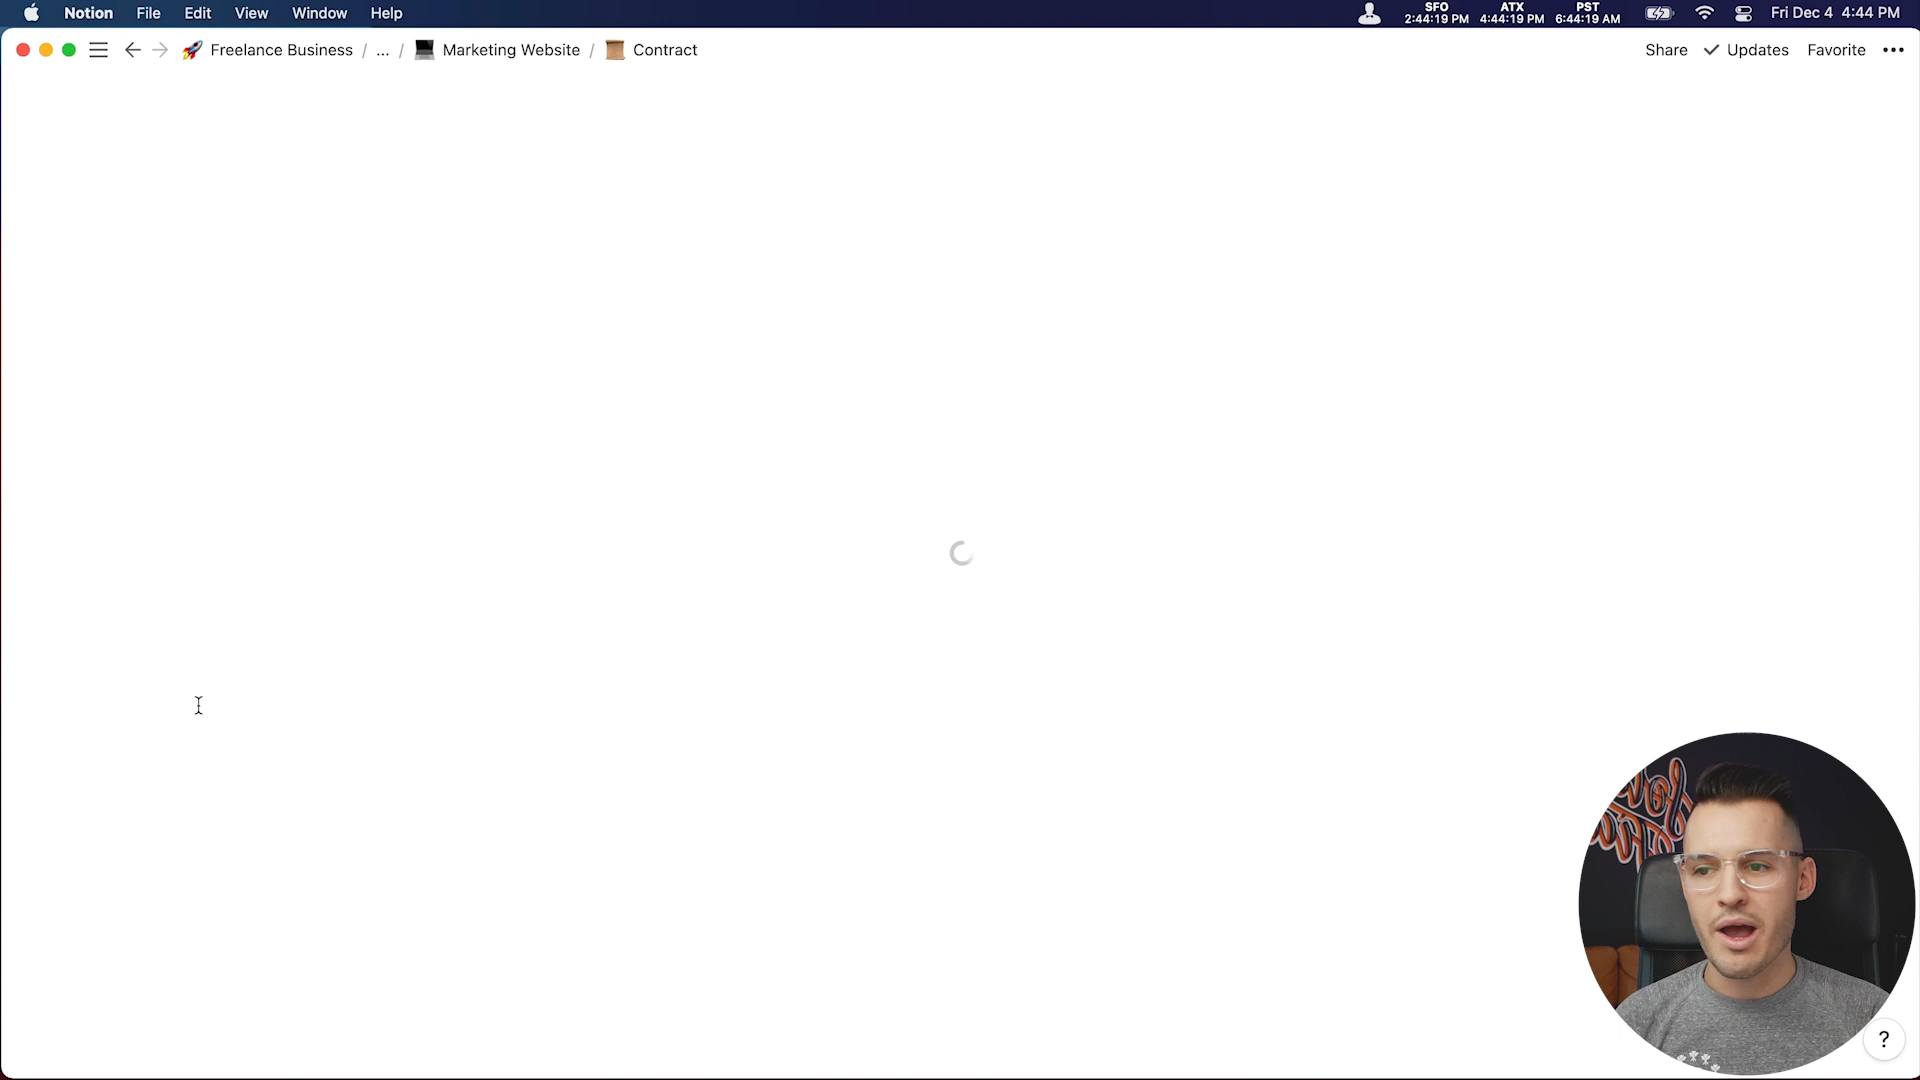 Notion File Edit View Window Help
SFO ATX PST
2:44:19 PM 4:44:19 PM 6:44:19 AM
Fri Dec 4 4:44 PM
Freelance Business / ... / Marketing Website / Contract
Share Updates Favorite
?